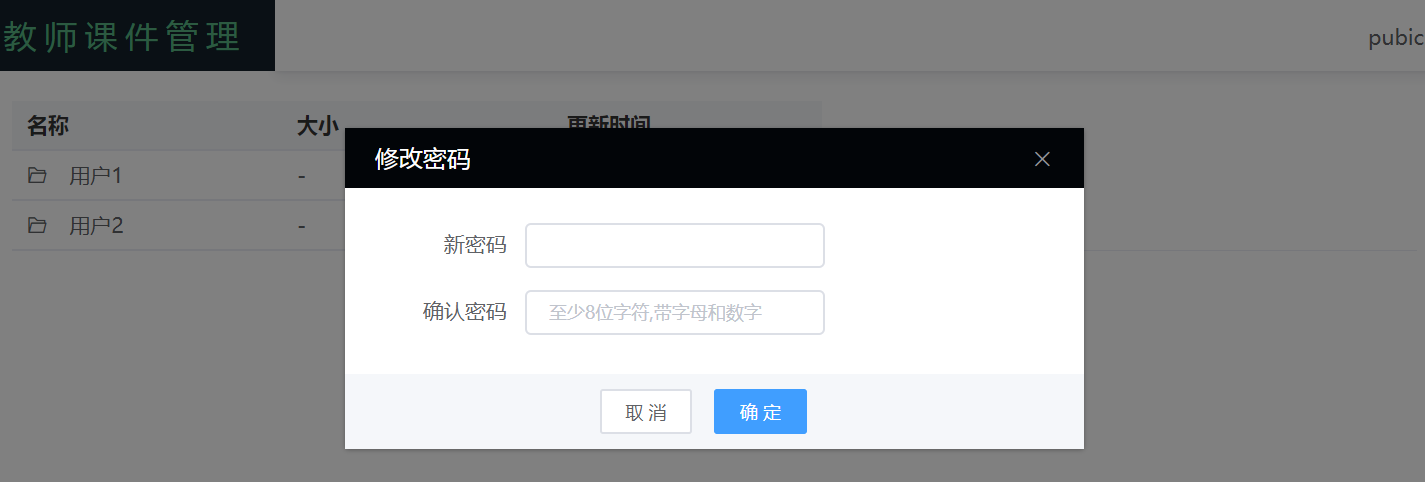 教师课件管理
pubic
名称 大小 更新时间
用户1 -
用户2 -
修改密码
新密码
确认密码 至少8位字符,带字母和数字
取消 确定